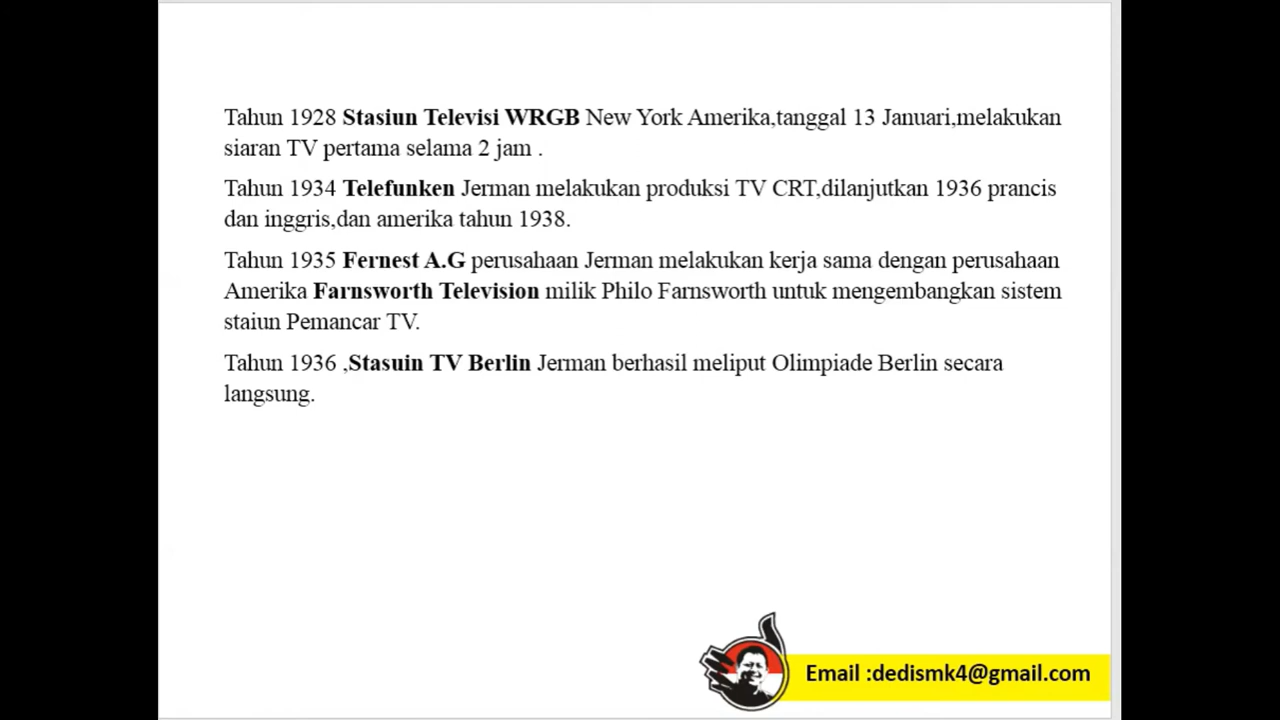 Tahun 1928 Stasiun Televisi WRGB New York Amerika,tanggal 13 Januari,melakukan
siaran TV pertama selama 2 jam .
Tahun 1934 Telefunken Jerman melakukan produksi TV CRT,dilanjutkan 1936 prancis
dan inggris,dan amerika tahun 1938.
Tahun 1935 Fernest A.G perusahaan Jerman melakukan kerja sama dengan perusahaan
Amerika Farnsworth Television milik Philo Farnsworth untuk mengembangkan sistem
staiun Pemancar TV.
Tahun 1936 ,Stasuin TV Berlin Jerman berhasil meliput Olimpiade Berlin secara
langsung.
Email :dedismk4@gmail.com